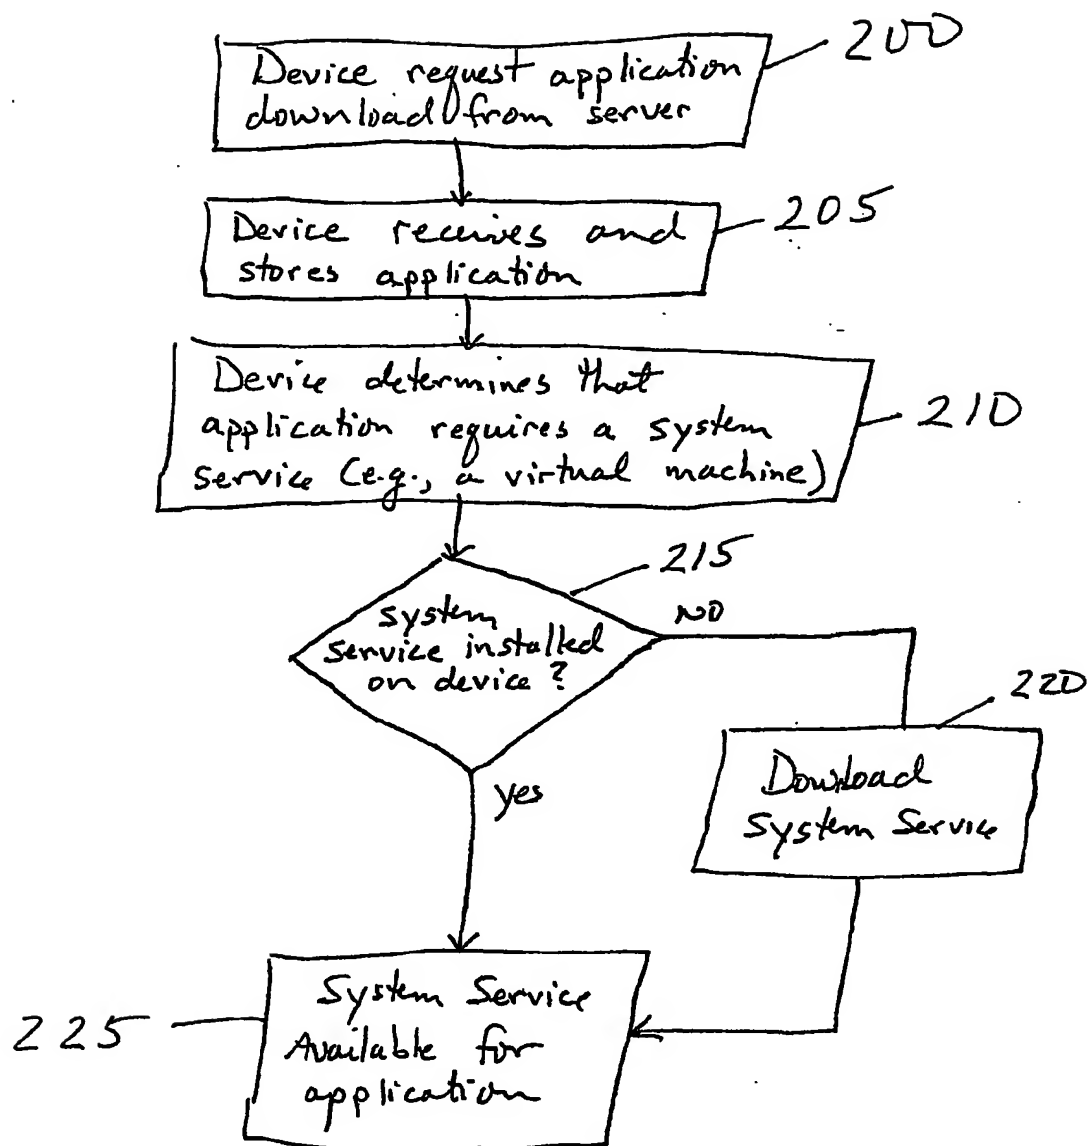 Device request application
download from server
200
Device receives and
stores application
205
Device determines that
application requires a system
service (e.g., a virtual machine)
210
215
system
service installed
on device?
NO
yes
220
Download
System Service
225
System Service
Available for
application